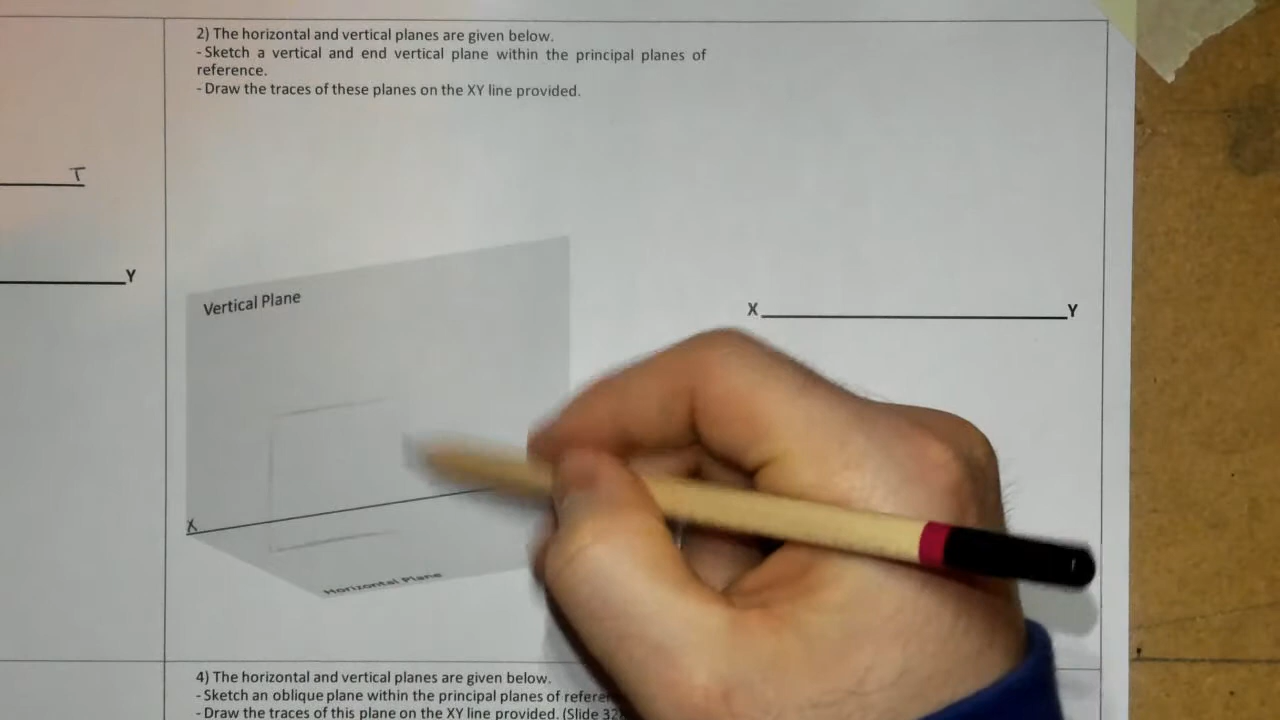 2) The horizontal and vertical planes are given below.
- Sketch a vertical and end vertical plane within the principal planes of
reference.
- Draw the traces of these planes on the XY line provided.
T
Y
Vertical Plane
X Y
X
Horizontal Plane
4) The horizontal and vertical planes are given below.
- Sketch an oblique plane within the principal planes of
- Draw the traces of this plane on the XY line provided. (Slide